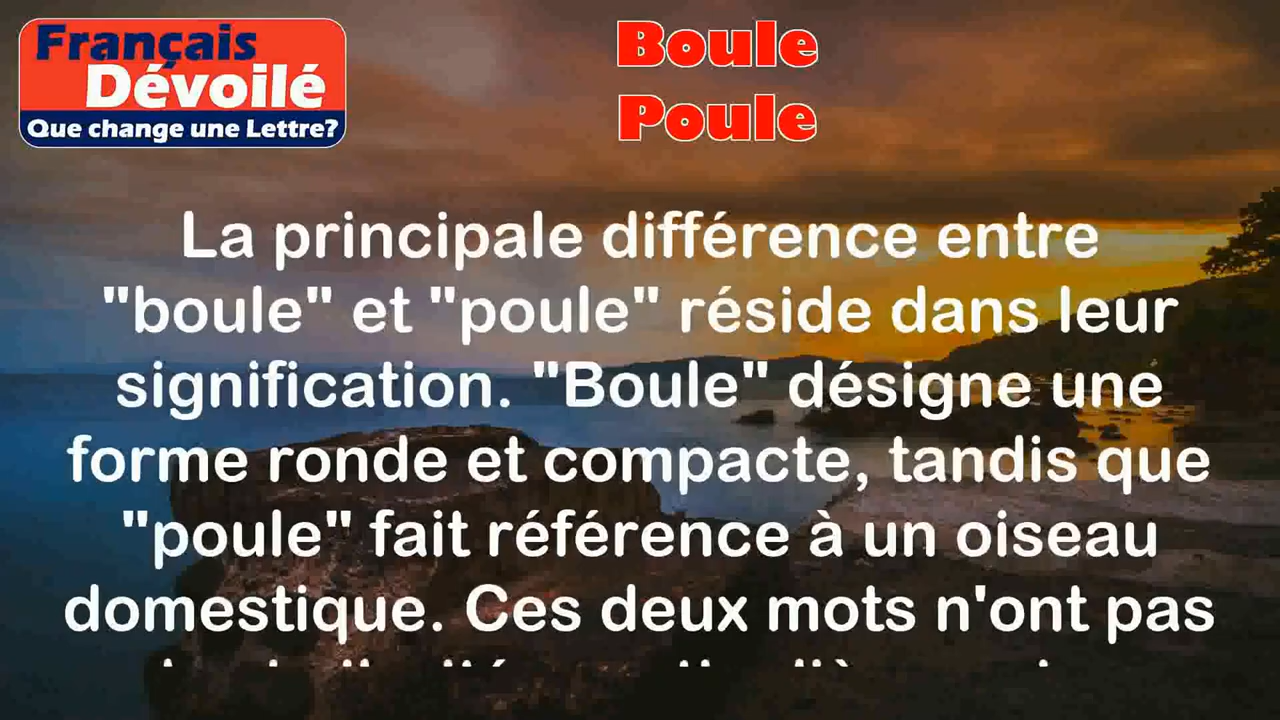 Français
Dévoilé
Que change une Lettre?
Boule
Poule
La principale différence entre
"boule" et "poule" réside dans leur
signification. "Boule" désigne une
forme ronde et compacte, tandis que
"poule" fait référence à un oiseau
domestique. Ces deux mots n'ont pas